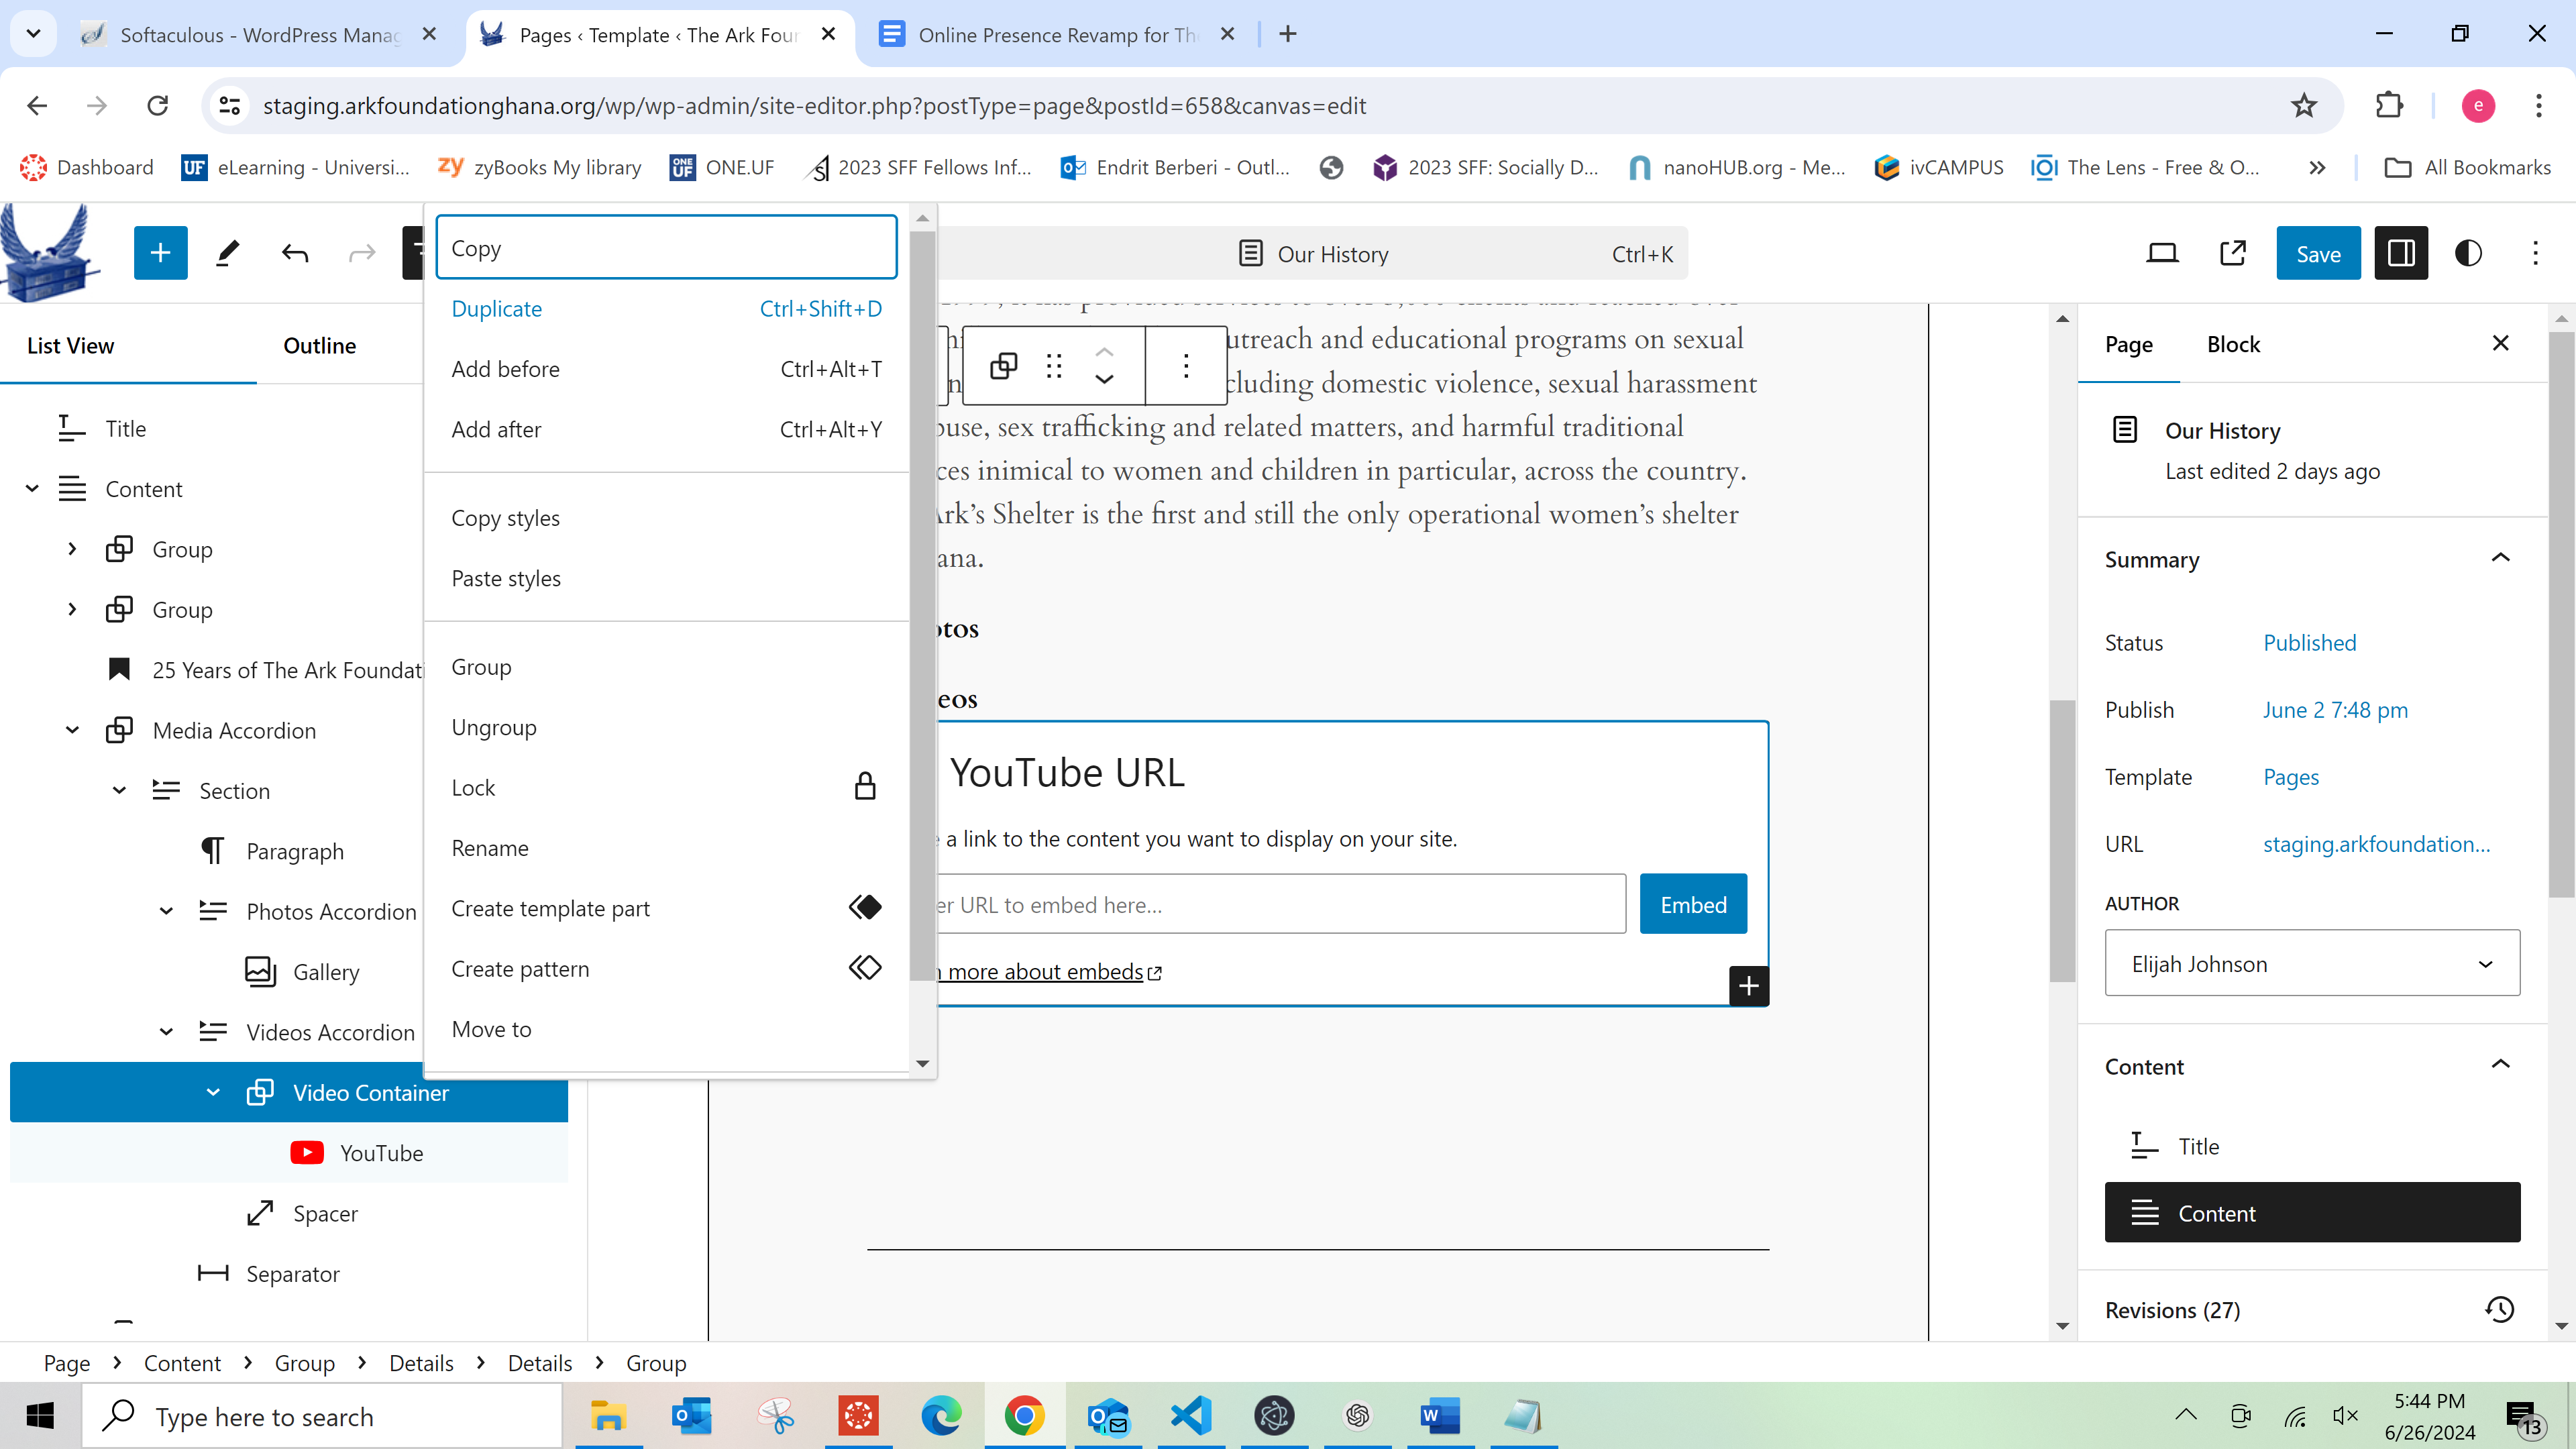 Softaculous - WordPress Manag
Pages ‹ Template ‹ The Ark Four
Online Presence Revamp for The
staging.arkfoundationghana.org/wp/wp-admin/site-editor.php?postType=page&postId=658&canvas=edit
e
Dashboard
UF eLearning - Universi...
zy zyBooks My library
ONE UF ONE.UF
2023 SFF Fellows Inf...
Endrit Berberi - Outl...
2023 SFF: Socially D...
nanoHUB.org - Me...
ivCAMPUS
The Lens - Free & O...
All Bookmarks
Our History
Ctrl+K
Save
List View
Outline
Title
Content
Group
Group
25 Years of The Ark Foundati
Media Accordion
Section
Paragraph
Photos Accordion
Gallery
Videos Accordion
Video Container
YouTube
Spacer
Separator
Copy
Duplicate Ctrl+Shift+D
Add before Ctrl+Alt+T
Add after Ctrl+Alt+Y
Copy styles
Paste styles
Group
Ungroup
Lock
Rename
Create template part
Create pattern
Move to
utreach and educational programs on sexual
cluding domestic violence, sexual harassment
buse, sex trafficking and related matters, and harmful traditional
ces inimical to women and children in particular, across the country.
Ark's Shelter is the first and still the only operational women's shelter
ana.
otos
eos
YouTube URL
a link to the content you want to display on your site.
er URL to embed here...
Embed
n more about embeds
Page
Block
Our History
Last edited 2 days ago
Summary
Status Published
Publish June 2 7:48 pm
Template Pages
URL staging.arkfoundation...
AUTHOR
Elijah Johnson
Content
Title
Content
Revisions (27)
Page › Content › Group › Details › Details › Group
Type here to search
5:44 PM
6/26/2024
13